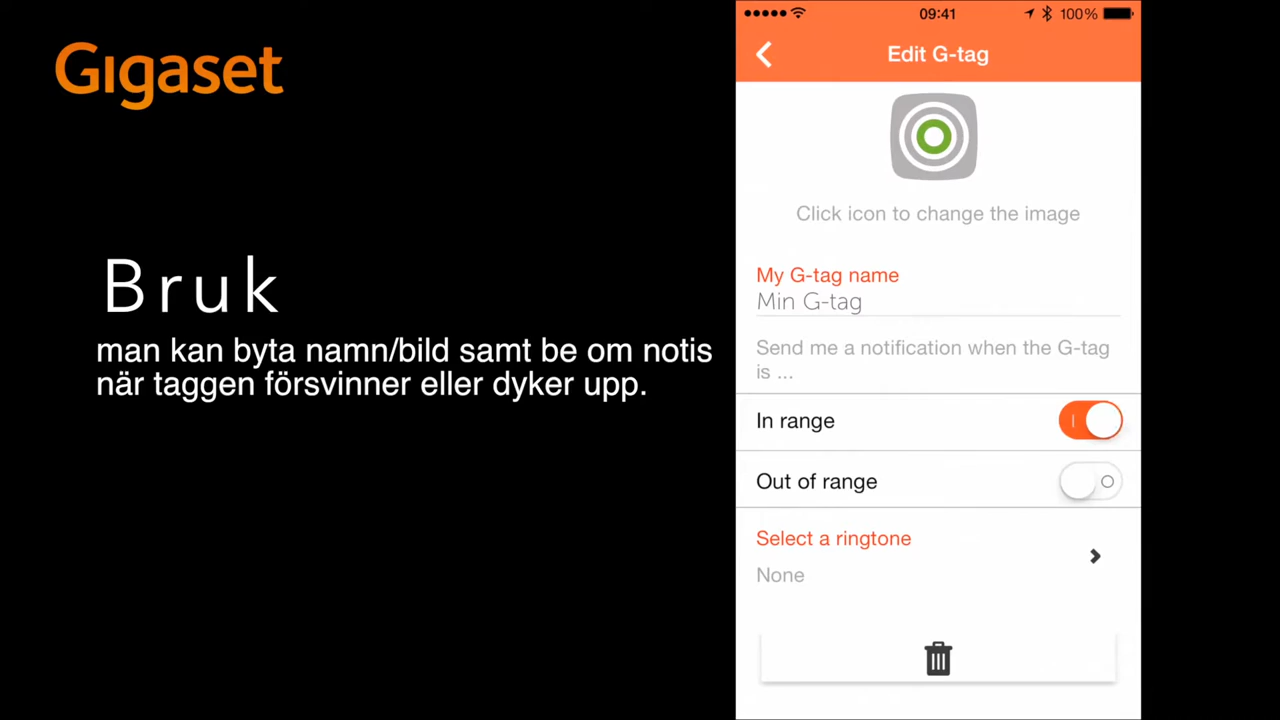 Gigaset
Bruk
man kan byta namn/bild samt be om notis
när taggen försvinner eller dyker upp.
09:41
100%
Edit G-tag
Click icon to change the image
My G-tag name
Min G-tag
Send me a notification when the G-tag
is ...
In range
Out of range
Select a ringtone
None